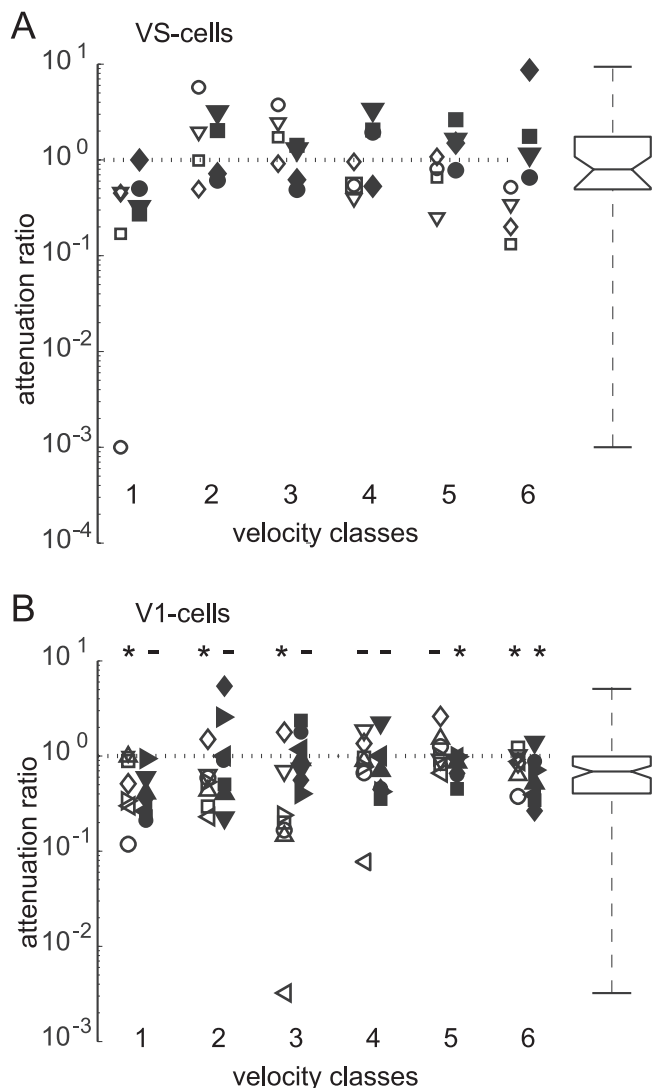 A
VS-cells
10^1
10^0
10^-1
10^-2
10^-3
10^-4
attenuation ratio
1 2 3 4 5 6
velocity classes
B
V1-cells
* - * - * - - - - * * *
10^1
10^0
10^-1
10^-2
10^-3
attenuation ratio
1 2 3 4 5 6
velocity classes